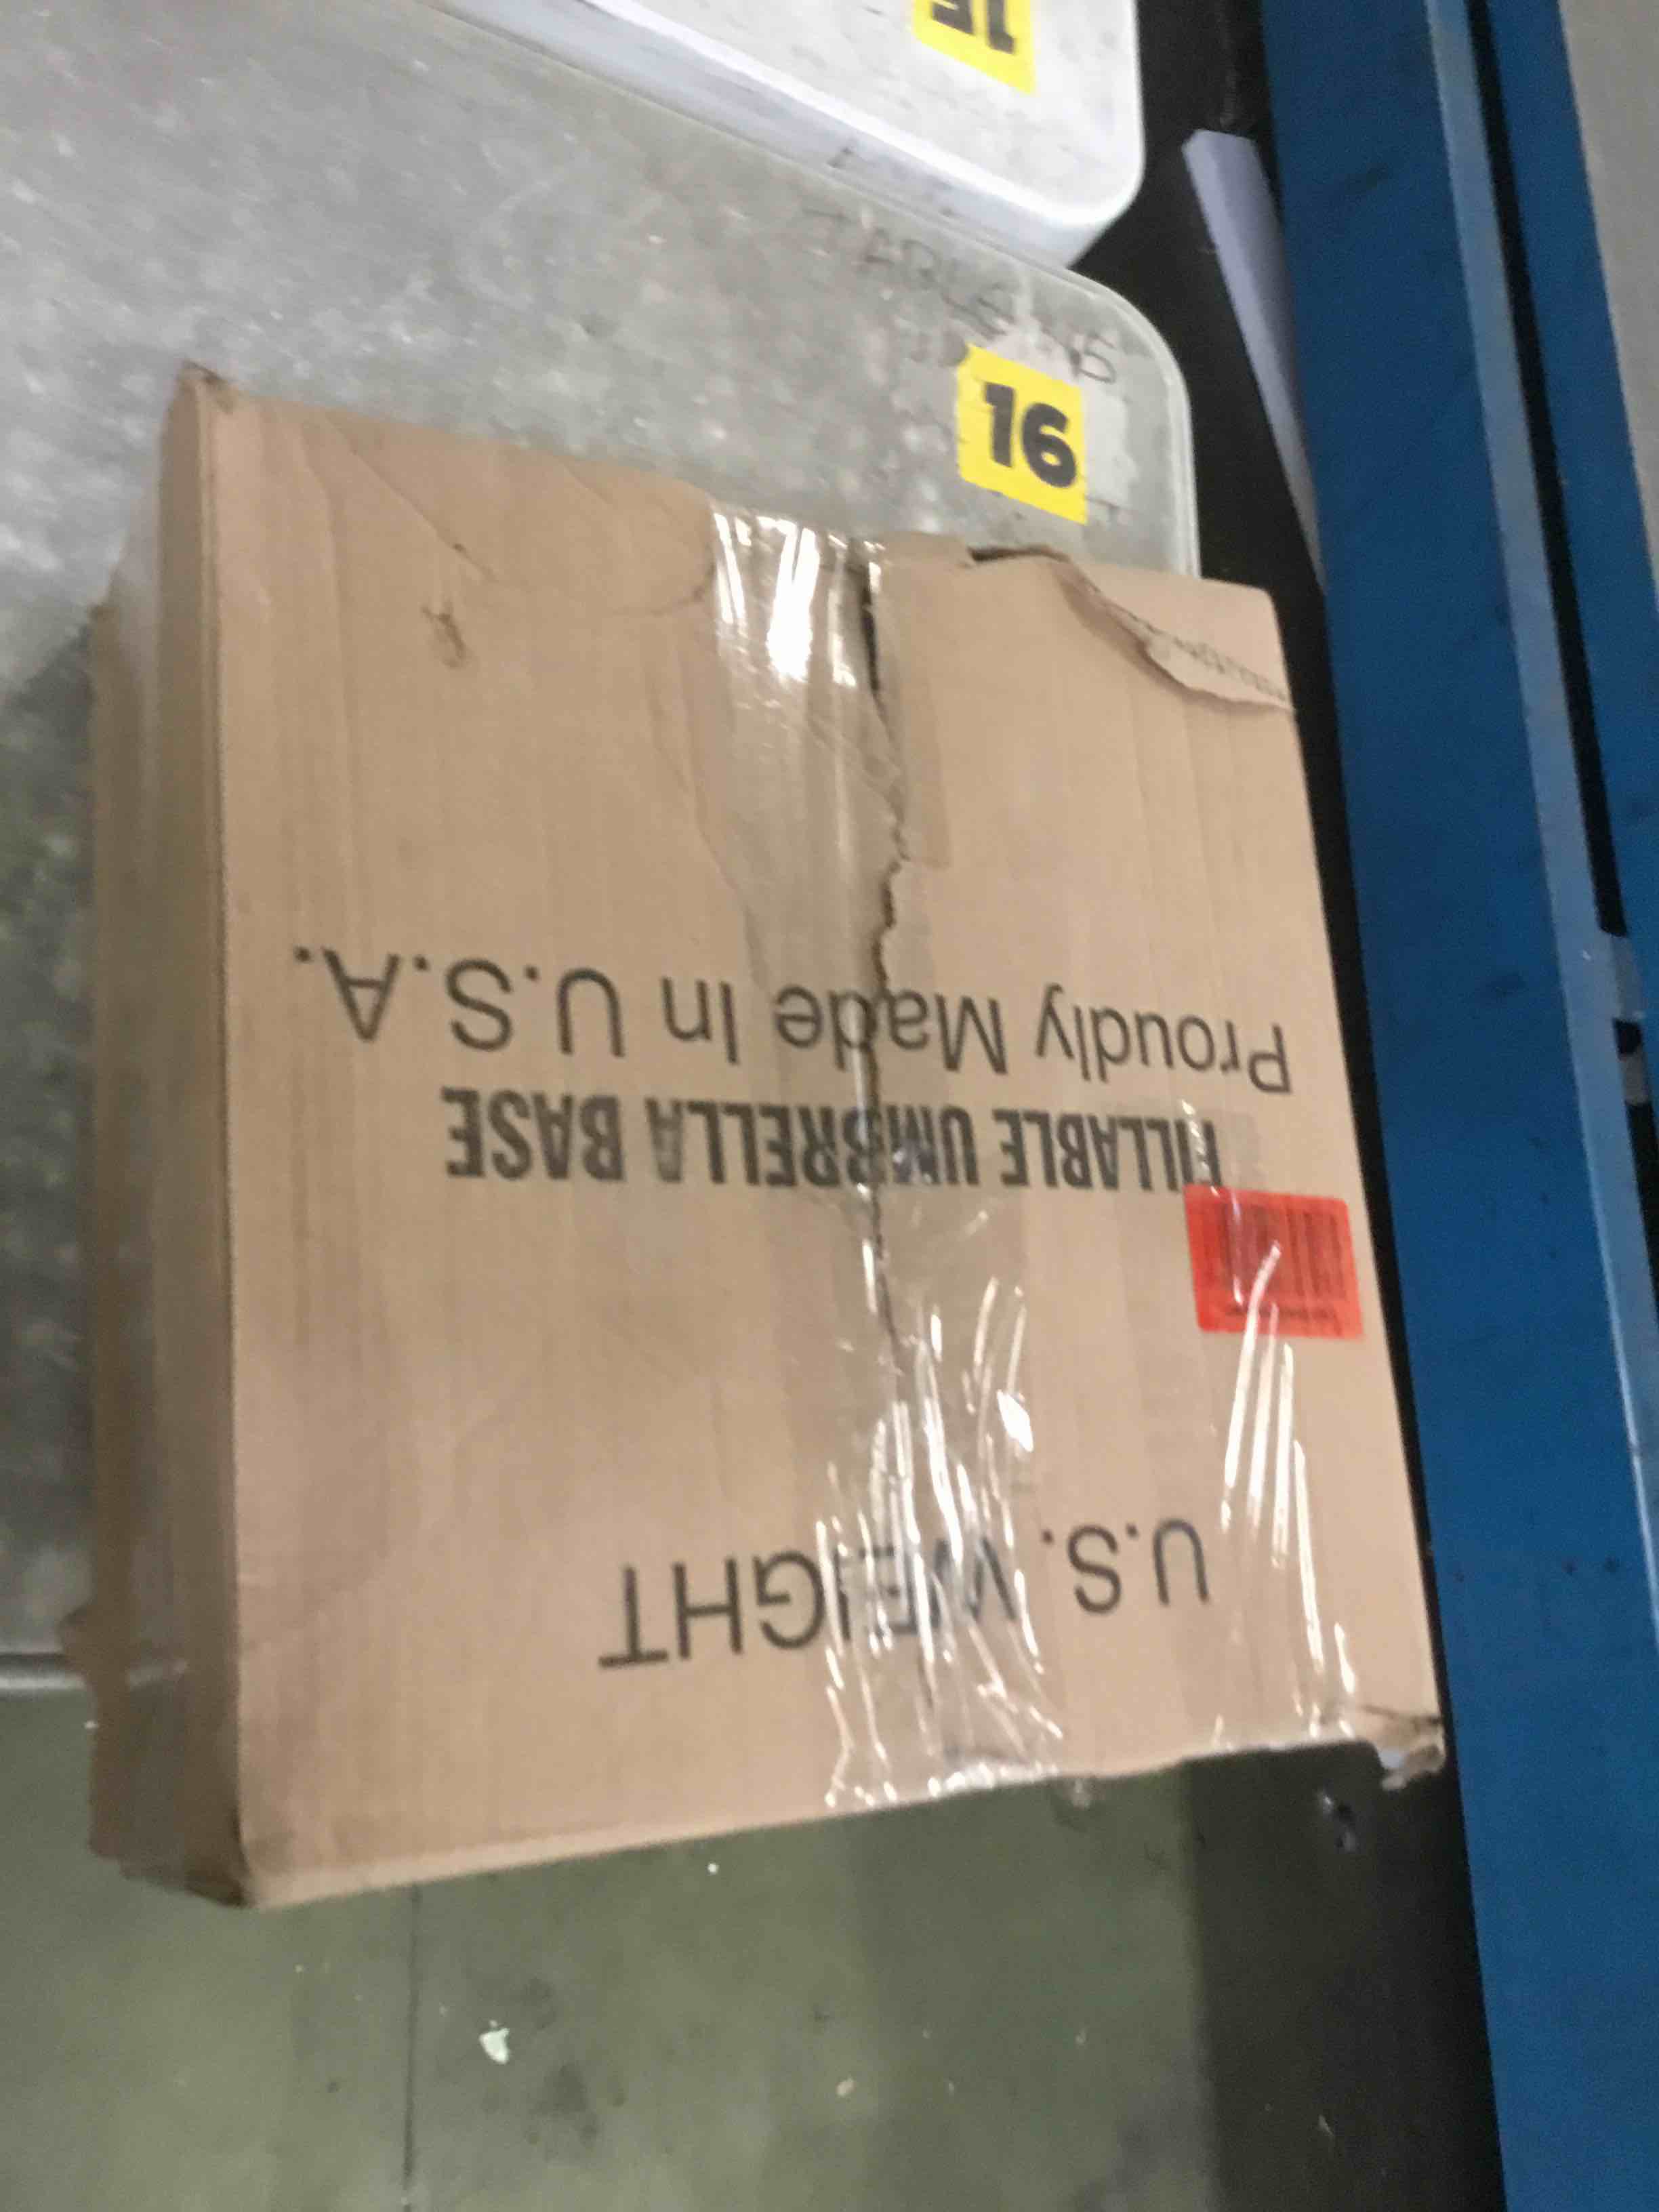 16
U.S. WEIGHT
FILLABLE UMBRELLA BASE
Proudly Made In U.S.A.